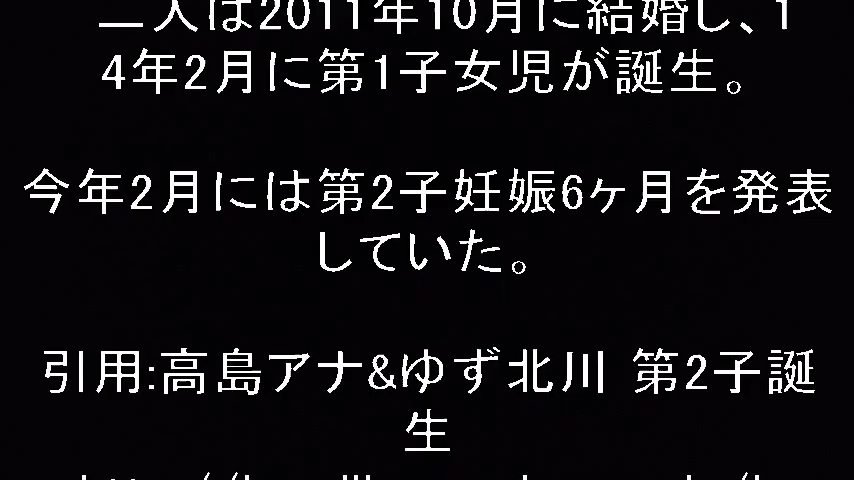 二人は2011年10月に結婚し、1
4年2月に第1子女児が誕生。
今年2月には第2子妊娠6ヶ月を発表
していた。
引用:高島アナ&ゆず北川 第2子誕
生